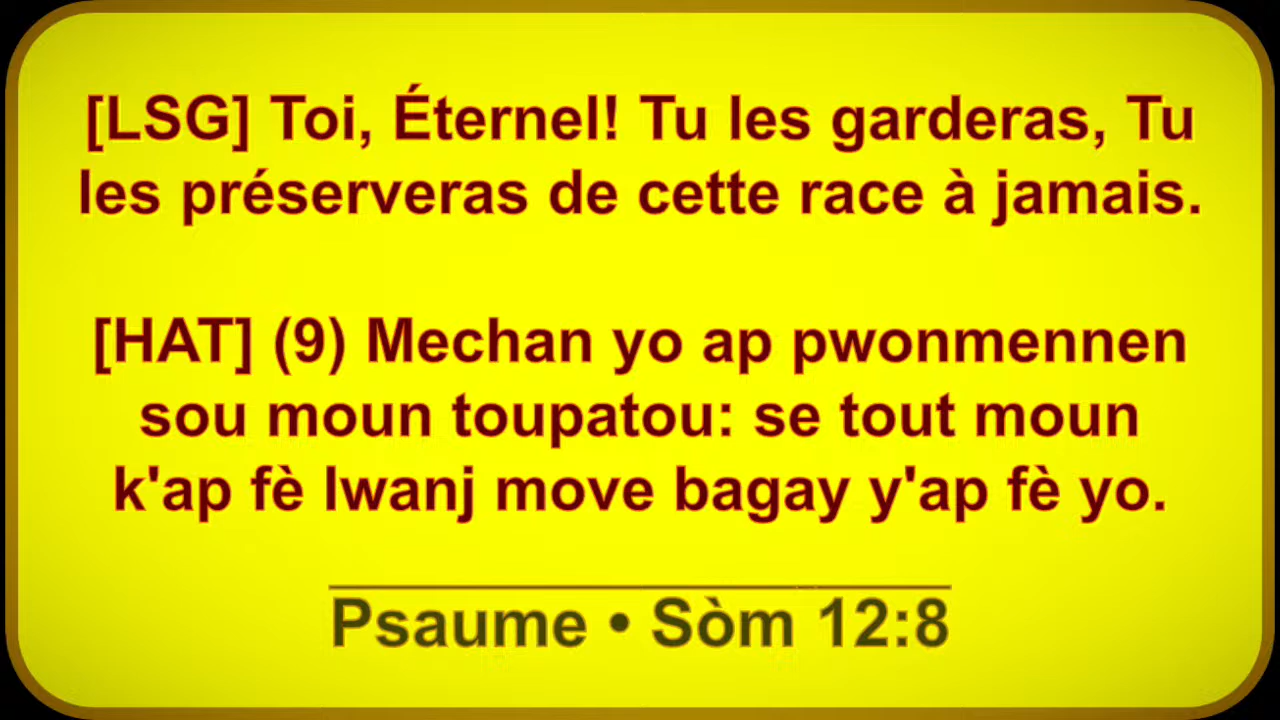 [LSG] Toi, Éternel! Tu les garderas, Tu
les préserveras de cette race à jamais.
[HAT] (9) Mechan yo ap pwonmennen
sou moun toupatou: se tout moun
k'ap fè lwanj move bagay y'ap fè yo.
Psaume • Sòm 12:8